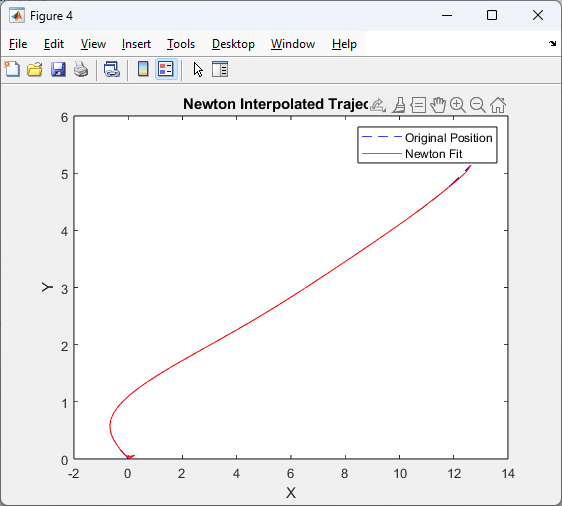 Figure 4
File Edit View Insert Tools Desktop Window Help
Newton Interpolated
Original Position
Newton Fit
6
5
4
3
2
1
0
Y
-2 0 2 4 6 8 10 12 14
X